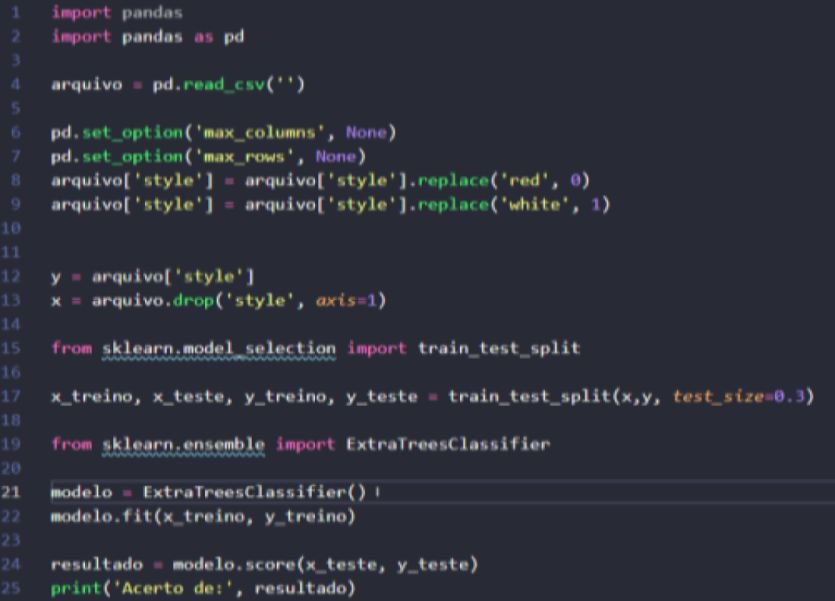 1 import pandas
2 import pandas as pd
3
4 arquivo = pd.read_csv('')
5
6 pd.set_option('max_columns', None)
7 pd.set_option('max_rows', None)
8 arquivo['style'] = arquivo['style'].replace('red', 0)
9 arquivo['style'] = arquivo['style'].replace('white', 1)
10
11
12 y = arquivo['style']
13 x = arquivo.drop('style', axis=1)
14
15 from sklearn.model_selection import train_test_split
16
17 x_treino, x_teste, y_treino, y_teste = train_test_split(x,y, test_size=0.3)
18
19 from sklearn.ensemble import ExtraTreesClassifier
20
21 modelo = ExtraTreesClassifier()
22 modelo.fit(x_treino, y_treino)
23
24 resultado = modelo.score(x_teste, y_teste)
25 print('Acerto de:', resultado)